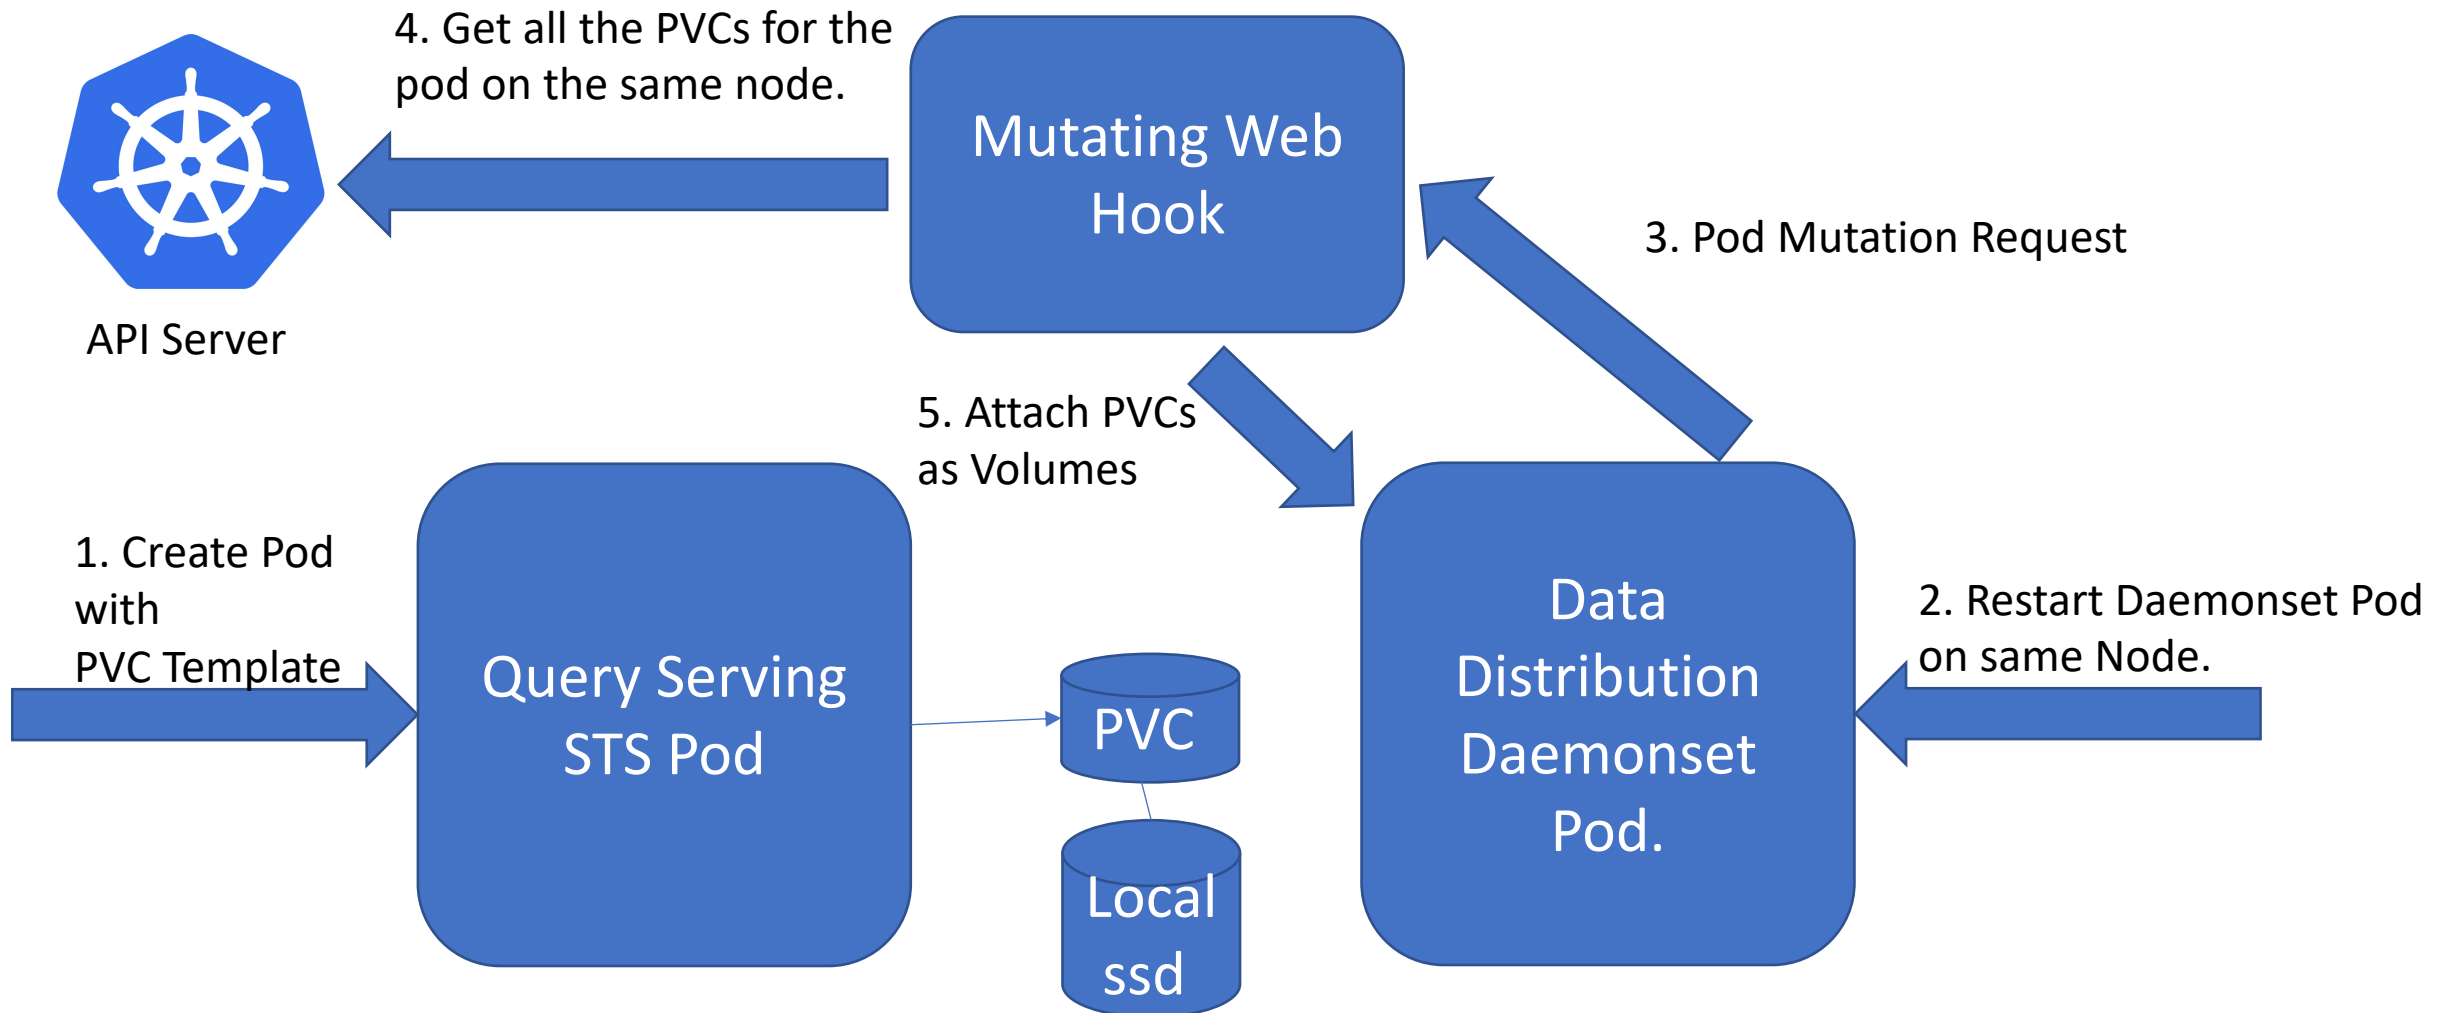 4. Get all the PVCs for the
pod on the same node.
Mutating Web
Hook
3. Pod Mutation Request
API Server
5. Attach PVCs
as Volumes
1. Create Pod
with
PVC Template
Query Serving
STS Pod
PVC
Local
ssd
Data
Distribution
Daemonset
Pod.
2. Restart Daemonset Pod
on same Node.